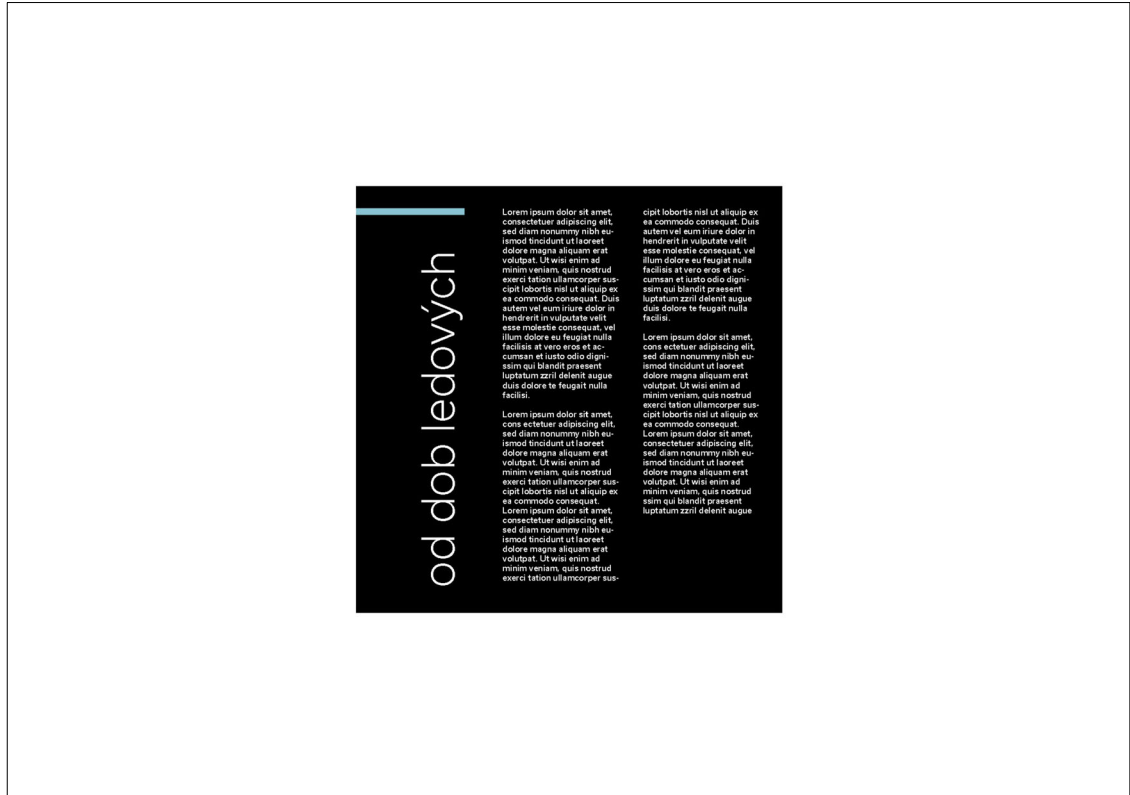 od dob ledových
Lorem ipsum dolor sit amet,
consectetuer adipiscing elit,
sed diam nonummy nibh eu-
ismod tincidunt ut laoreet
dolore magna aliquam erat
volutpat. Ut wisi enim ad
minim veniam, quis nostrud
exerci tation ullamcorper sus-
cipit lobortis nisl ut aliquip ex
ea commodo consequat. Duis
autem vel eum iriure dolor in
hendrerit in vulputate velit
esse molestie consequat, vel
illum dolore eu feugiat nulla
facilisis at vero eros et ac-
cumsan et iusto odio digni-
ssim qui blandit praesent
luptatum zzril delenit augue
duis dolore te feugait nulla
facilisi.
Lorem ipsum dolor sit amet,
cons ectetuer adipiscing elit,
sed diam nonummy nibh eu-
ismod tincidunt ut laoreet
dolore magna aliquam erat
volutpat. Ut wisi enim ad
minim veniam, quis nostrud
exerci tation ullamcorper sus-
cipit lobortis nisl ut aliquip ex
ea commodo consequat.
Lorem ipsum dolor sit amet,
consectetuer adipiscing elit,
sed diam nonummy nibh eu-
ismod tincidunt ut laoreet
dolore magna aliquam erat
volutpat. Ut wisi enim ad
minim veniam, quis nostrud
exerci tation ullamcorper sus-
cipit lobortis nisl ut aliquip ex
ea commodo consequat. Duis
autem vel eum iriure dolor in
hendrerit in vulputate velit
esse molestie consequat, vel
illum dolore eu feugiat nulla
facilisis at vero eros et ac-
cumsan et iusto odio digni-
ssim qui blandit praesent
luptatum zzril delenit augue
duis dolore te feugait nulla
facilisi.
Lorem ipsum dolor sit amet,
cons ectetuer adipiscing elit,
sed diam nonummy nibh eu-
ismod tincidunt ut laoreet
dolore magna aliquam erat
volutpat. Ut wisi enim ad
minim veniam, quis nostrud
exerci tation ullamcorper sus-
cipit lobortis nisl ut aliquip ex
ea commodo consequat.
Lorem ipsum dolor sit amet,
consectetuer adipiscing elit,
sed diam nonummy nibh eu-
ismod tincidunt ut laoreet
dolore magna aliquam erat
volutpat. Ut wisi enim ad
minim veniam, quis nostrud
ssim qui blandit praesent
luptatum zzril delenit augue